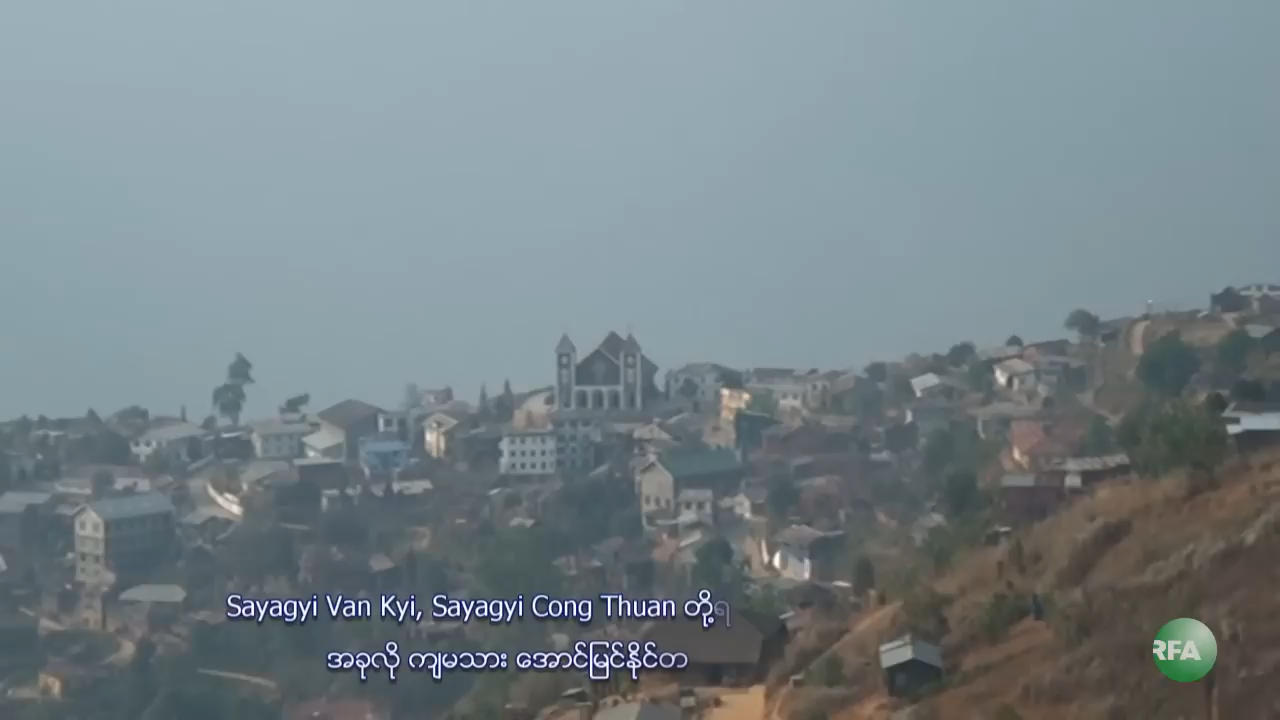 Sayagyi Van Kyi, Sayagyi Cong Thuan တို့ရ
အခုလို ကျမသား အောင်မြင်နိုင်တ
RFA